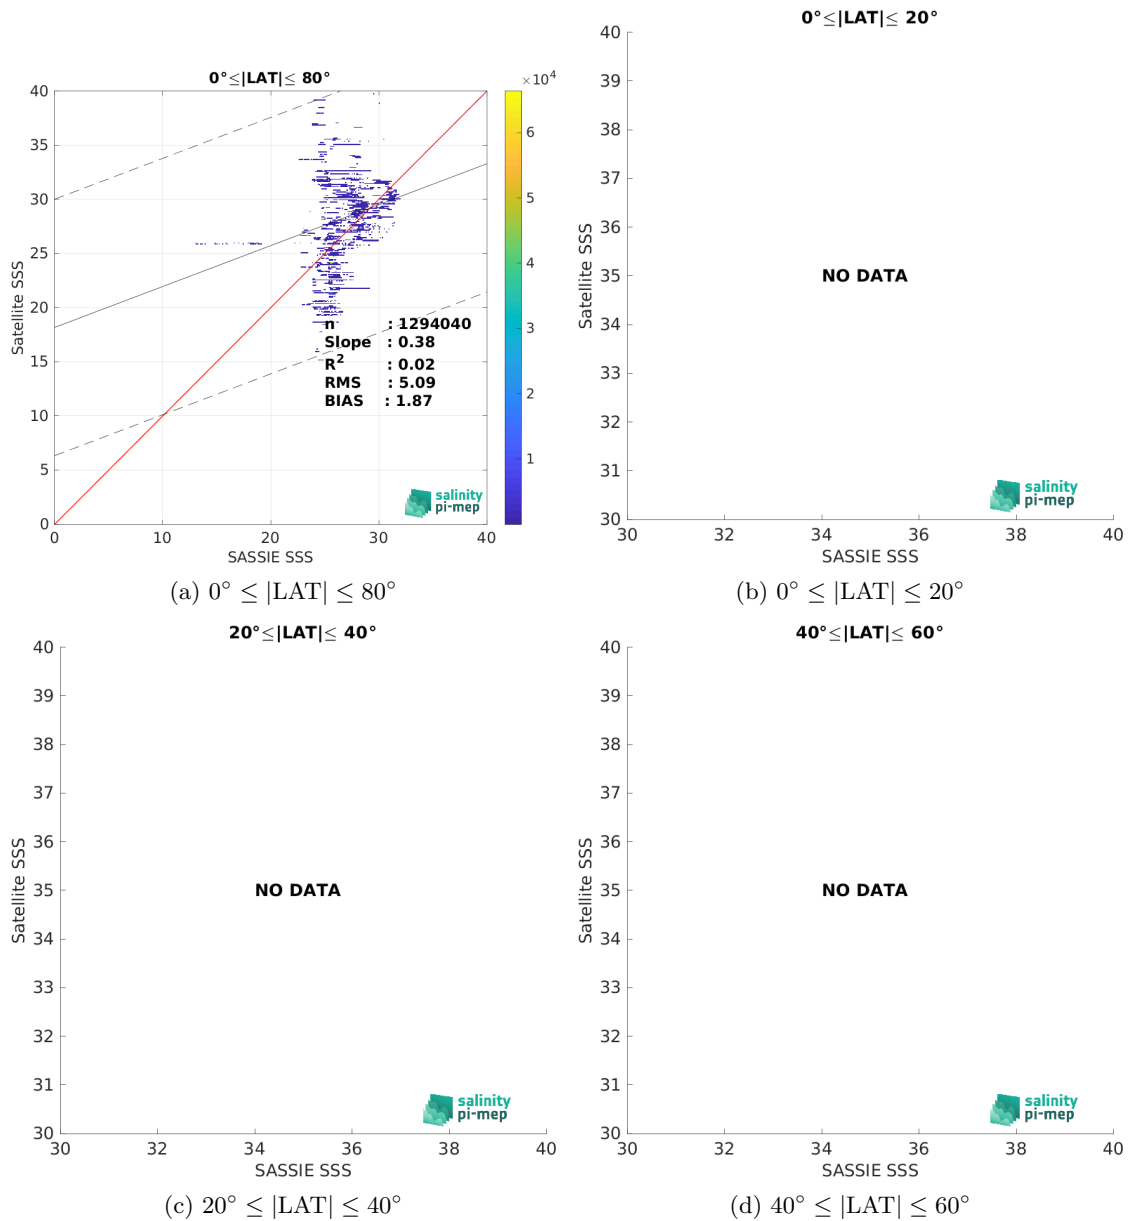 0°≤|LAT|≤ 80°
×10⁴
Satellite SSS
40
35
30
25
20
15
10
5
0
0 10 20 30 40
SASSIE SSS
6
5
4
3
2
1
n : 1294040
Slope : 0.38
R² : 0.02
RMS : 5.09
BIAS : 1.87
salinity
pi-mep
(a) 0° ≤ |LAT| ≤ 80°
0°≤|LAT|≤ 20°
Satellite SSS
40
39
38
37
36
35
34
33
32
31
30
NO DATA
salinity
pi-mep
30 32 34 36 38 40
SASSIE SSS
(b) 0° ≤ |LAT| ≤ 20°
20°≤|LAT|≤ 40°
Satellite SSS
40
39
38
37
36
35
34
33
32
31
30
NO DATA
salinity
pi-mep
30 32 34 36 38 40
SASSIE SSS
(c) 20° ≤ |LAT| ≤ 40°
40°≤|LAT|≤ 60°
Satellite SSS
40
39
38
37
36
35
34
33
32
31
30
NO DATA
salinity
pi-mep
30 32 34 36 38 40
SASSIE SSS
(d) 40° ≤ |LAT| ≤ 60°